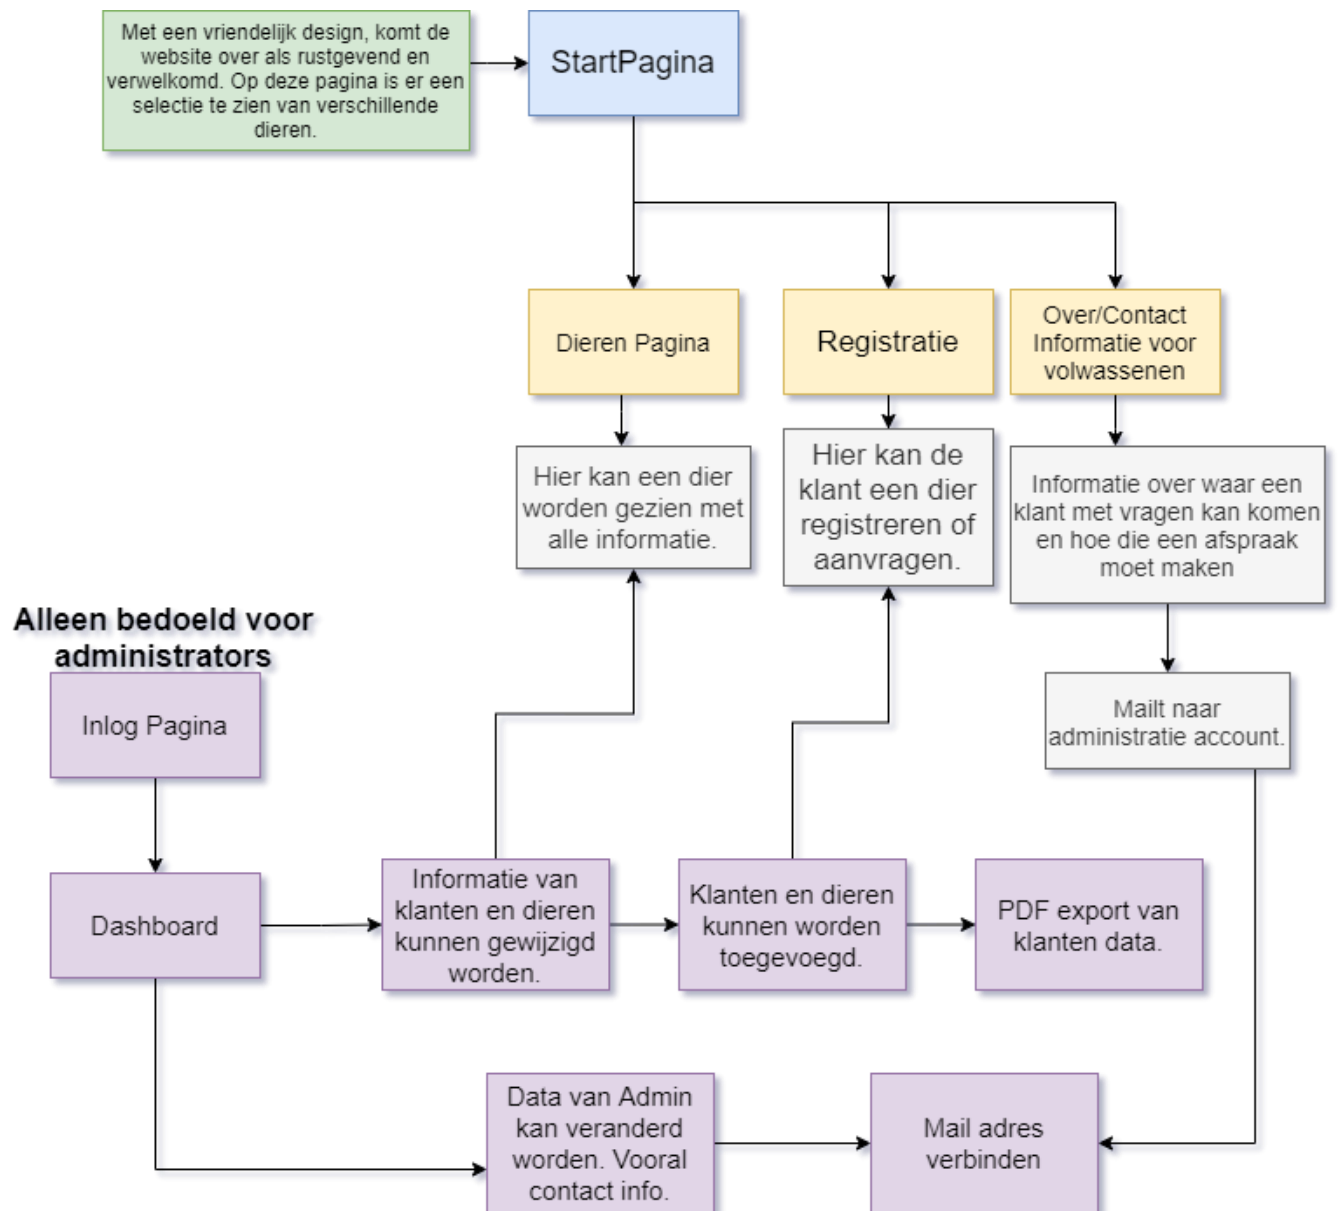 Met een vriendelijk design, komt de
website over als rustgevend en
verwelkomd. Op deze pagina is er een
selectie te zien van verschillende
dieren.
StartPagina
Dieren Pagina
Registratie
Over/Contact
Informatie voor
volwassenen
Hier kan een dier
worden gezien met
alle informatie.
Hier kan de
klant een dier
registreren of
aanvragen.
Informatie over waar een
klant met vragen kan komen
en hoe die een afspraak
moet maken
Alleen bedoeld voor
administrators
Inlog Pagina
Mailt naar
administratie account.
Dashboard
Informatie van
klanten en dieren
kunnen gewijzigd
worden.
Klanten en dieren
kunnen worden
toegevoegd.
PDF export van
klanten data.
Data van Admin
kan veranderd
worden. Vooral
contact info.
Mail adres
verbinden